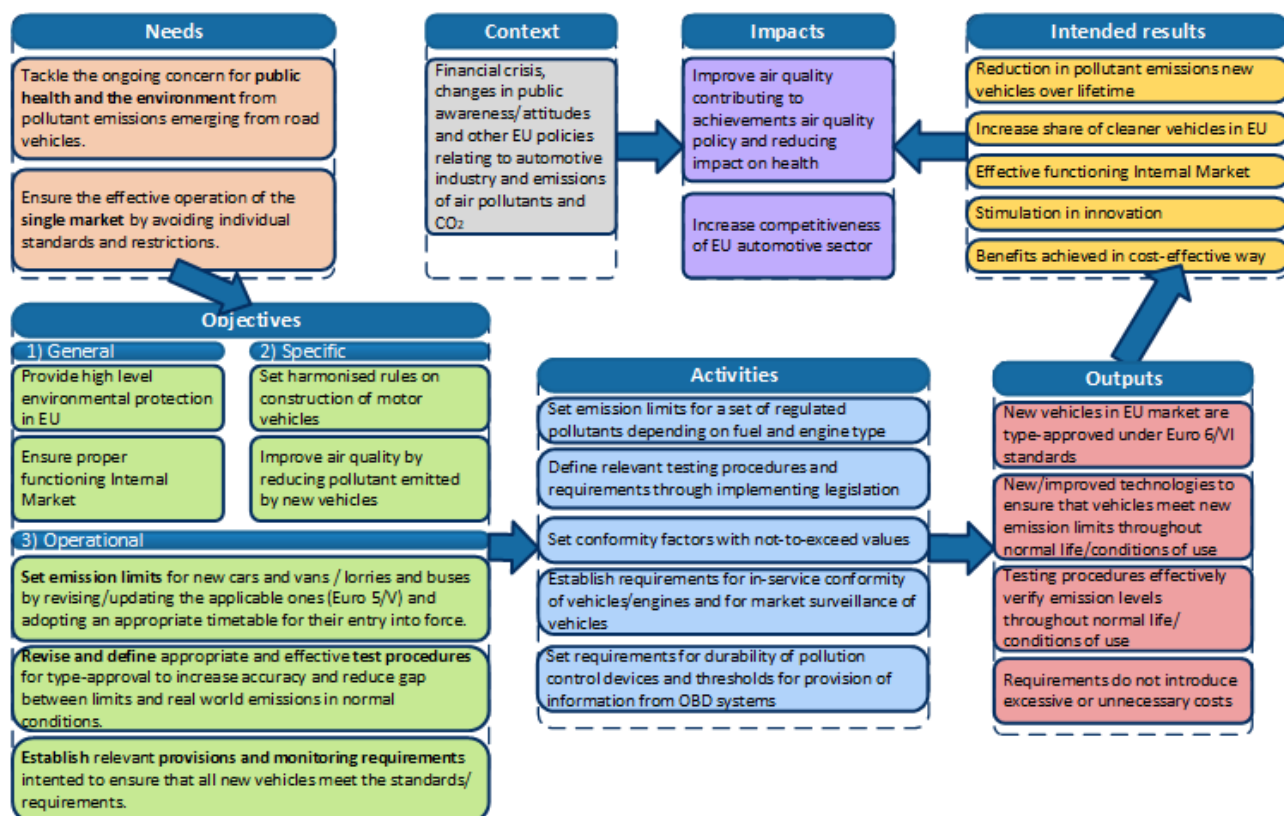 Needs
Tackle the ongoing concern for public
health and the environment from
pollutant emissions emerging from road
vehicles.
Ensure the effective operation of the
single market by avoiding individual
standards and restrictions.
Context
Financial crisis,
changes in public
awareness/attitudes
and other EU policies
relating to automotive
industry and emissions
of air pollutants and
CO2
Impacts
Improve air quality
contributing to
achievements air quality
policy and reducing
impact on health
Increase competitiveness
of EU automotive sector
Intended results
Reduction in pollutant emissions new
vehicles over lifetime
Increase share of cleaner vehicles in EU
Effective functioning Internal Market
Stimulation in innovation
Benefits achieved in cost-effective way
Objectives
1) General
Provide high level
environmental protection
in EU
Ensure proper
functioning Internal
Market
2) Specific
Set harmonised rules on
construction of motor
vehicles
Improve air quality by
reducing pollutant emitted
by new vehicles
3) Operational
Set emission limits for new cars and vans / lorries and buses
by revising/updating the applicable ones (Euro 5/V) and
adopting an appropriate timetable for their entry into force.
Revise and define appropriate and effective test procedures
for type-approval to increase accuracy and reduce gap
between limits and real world emissions in normal
conditions.
Establish relevant provisions and monitoring requirements
intented to ensure that all new vehicles meet the standards/
requirements.
Activities
Set emission limits for a set of regulated
pollutants depending on fuel and engine type
Define relevant testing procedures and
requirements through implementing legislation
Set conformity factors with not-to-exceed values
Establish requirements for in-service conformity
of vehicles/engines and for market surveillance of
vehicles
Set requirements for durability of pollution
control devices and thresholds for provision of
information from OBD systems
Outputs
New vehicles in EU market are
type-approved under Euro 6/VI
standards
New/improved technologies to
ensure that vehicles meet new
emission limits throughout
normal life/conditions of use
Testing procedures effectively
verify emission levels
throughout normal life/
conditions of use
Requirements do not introduce
excessive or unnecessary costs